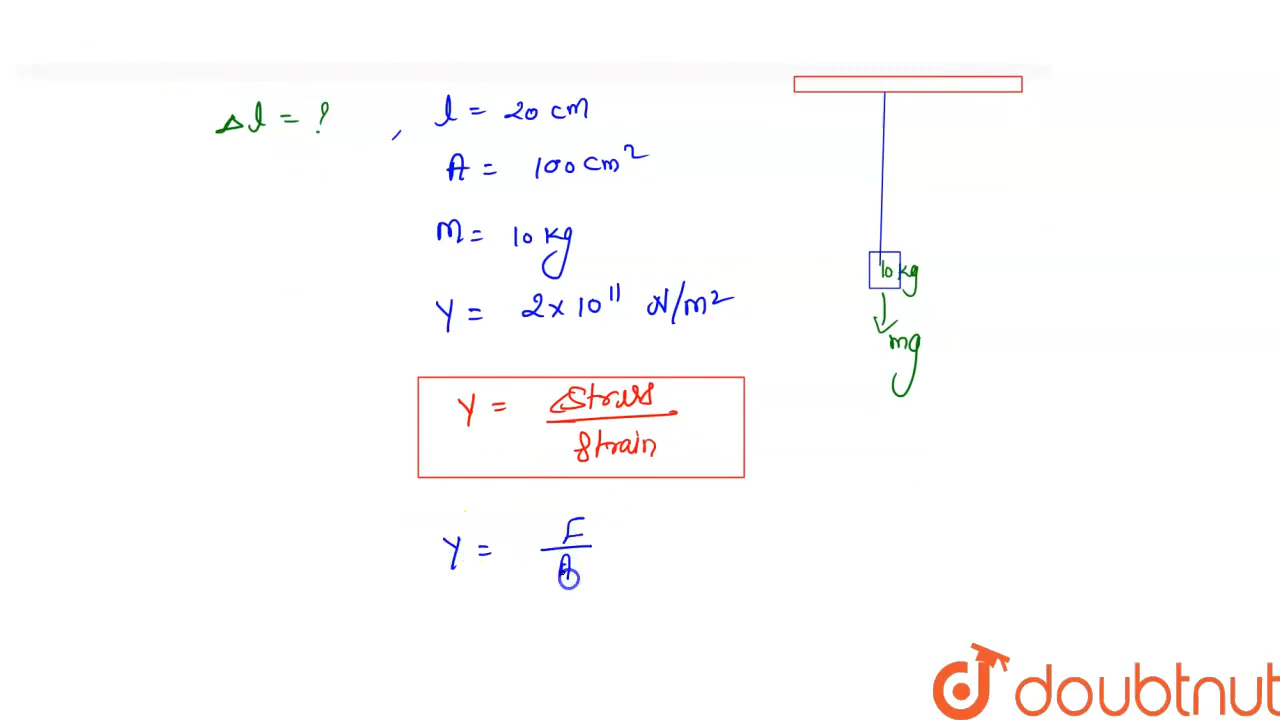 Δl = ? , l = 20 cm
A = 100 cm²
M = 10 kg
Y = 2 × 10¹¹ N/m²
10 kg
mg
Y = Stress / Strain
Y = F / A
doubtnut